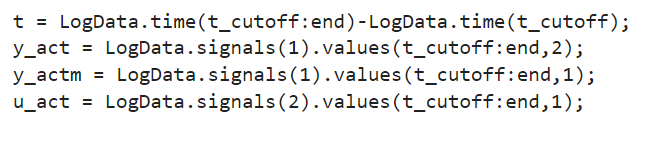 t = LogData.time(t_cutoff:end)-LogData.time(t_cutoff);
y_act = LogData.signals(1).values(t_cutoff:end,2);
y_actm = LogData.signals(1).values(t_cutoff:end,1);
u_act = LogData.signals(2).values(t_cutoff:end,1);